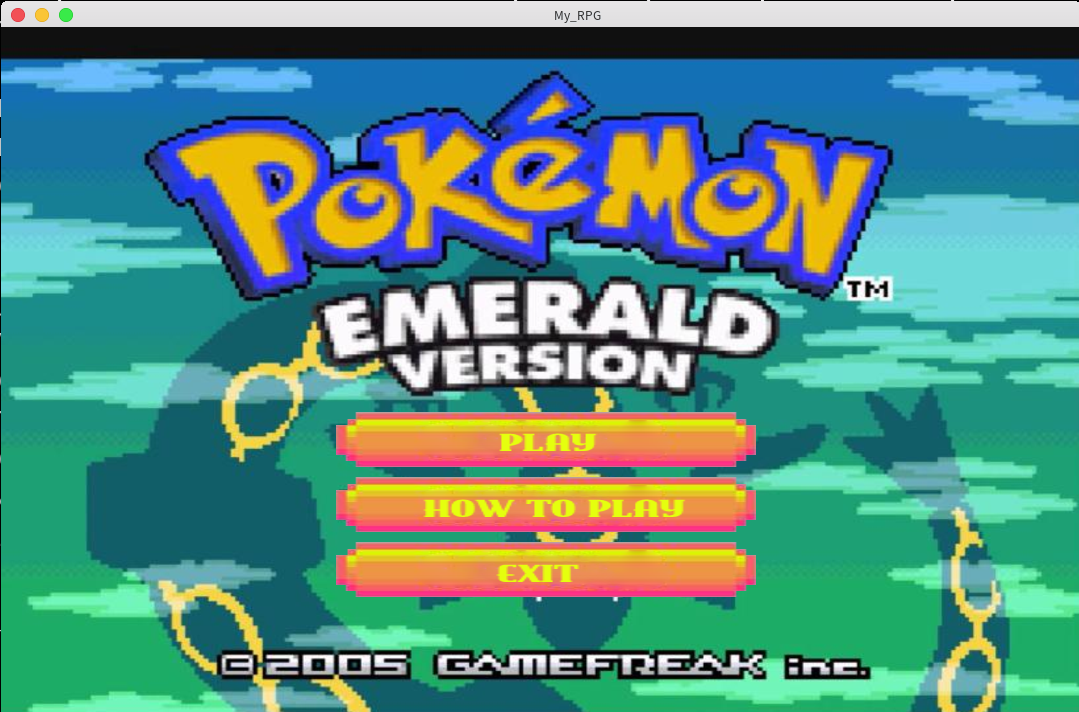 My_RPG
POKéMON
TM
EMERALD
VERSION
PLAY
HOW TO PLAY
EXIT
©2005 GAMEFREAK inc.